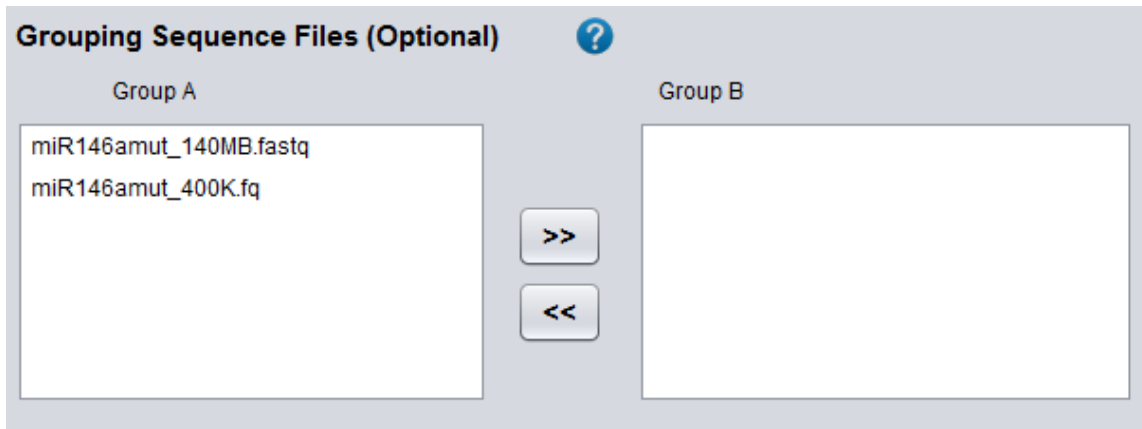 Grouping Sequence Files (Optional) ?
Group A Group B
miR146amut_140MB.fastq
miR146amut_400K.fq
>>
<<